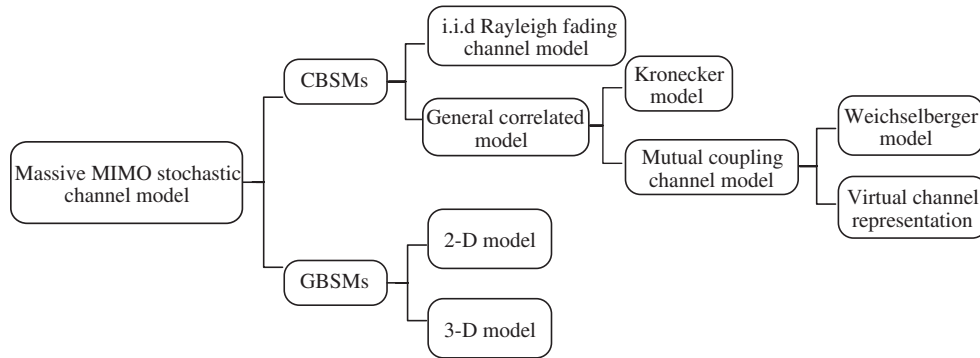 Massive MIMO stochastic
channel model
CBSMs
GBSMs
i.i.d Rayleigh fading
channel model
General correlated
model
2-D model
3-D model
Kronecker
model
Mutual coupling
channel model
Weichselberger
model
Virtual channel
representation